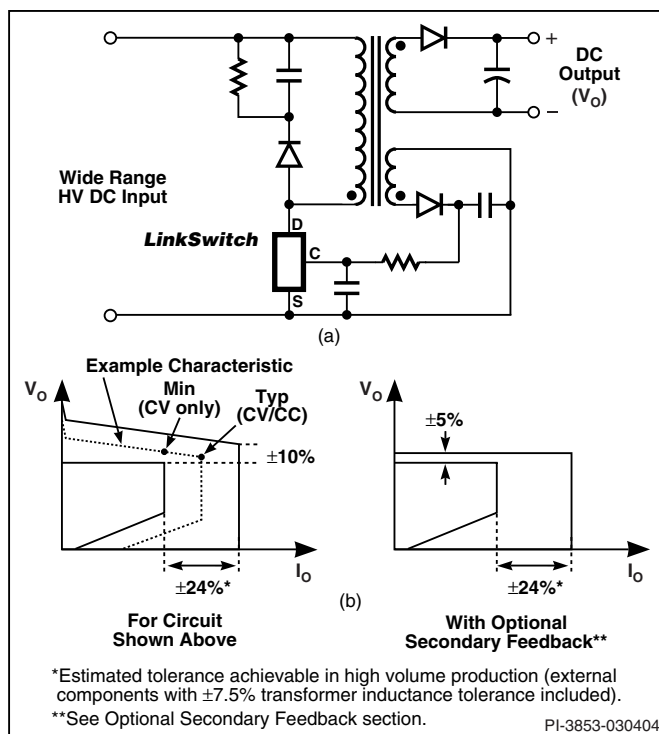 +
DC
Output
(VO)
−
Wide Range
HV DC Input
LinkSwitch
D
C
S
(a)
VO
Example Characteristic
Min
(CV only)
Typ
(CV/CC)
±10%
±24%*
IO
For Circuit
Shown Above
VO
±5%
±24%*
IO
With Optional
Secondary Feedback**
(b)
*Estimated tolerance achievable in high volume production (external
components with ±7.5% transformer inductance tolerance included).
**See Optional Secondary Feedback section.
PI-3853-030404